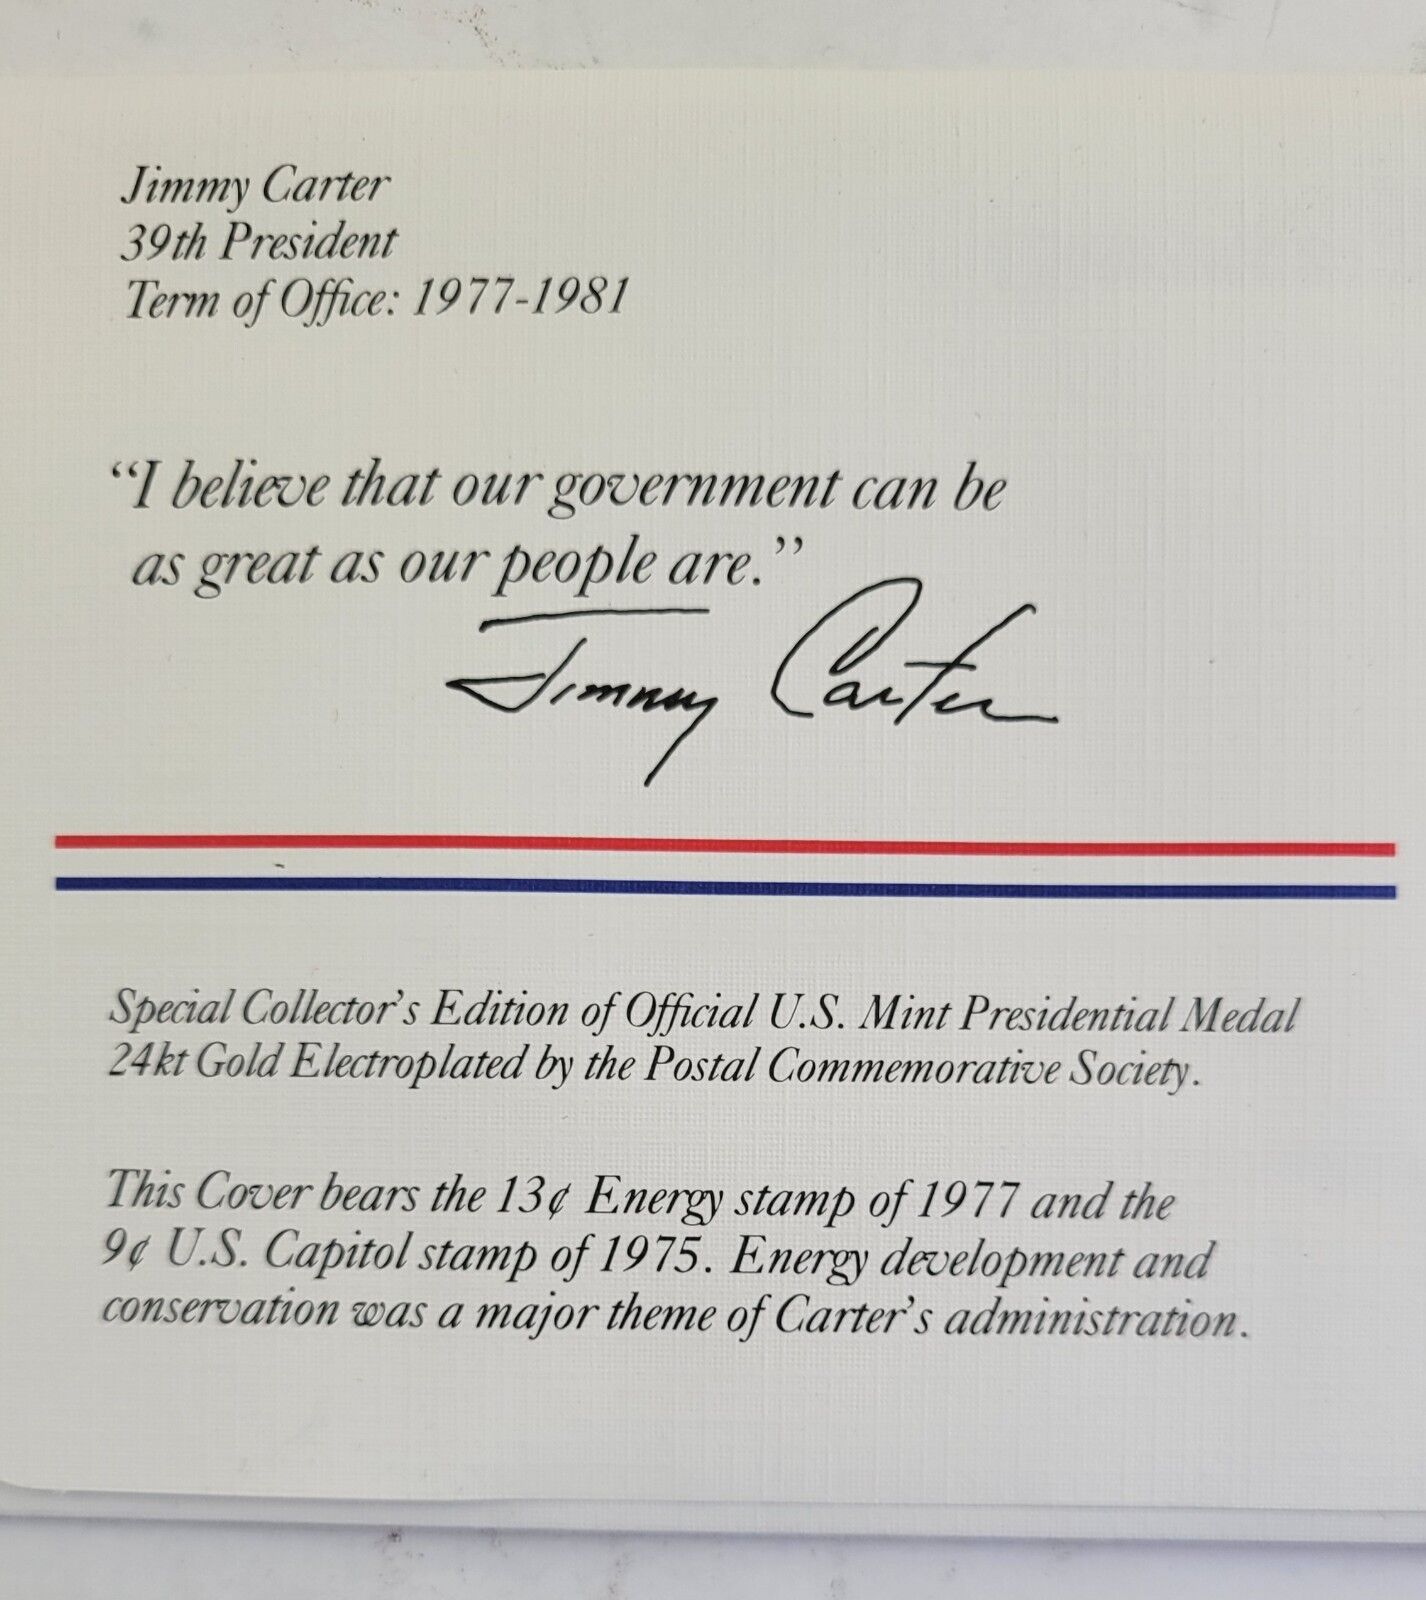 Jimmy Carter
39th President
Term of Office: 1977-1981
“I believe that our government can be
as great as our people are.”
Jimmy Carter
Special Collector’s Edition of Official U.S. Mint Presidential Medal
24kt Gold Electroplated by the Postal Commemorative Society.
This Cover bears the 13¢ Energy stamp of 1977 and the
9¢ U.S. Capitol stamp of 1975. Energy development and
conservation was a major theme of Carter’s administration.